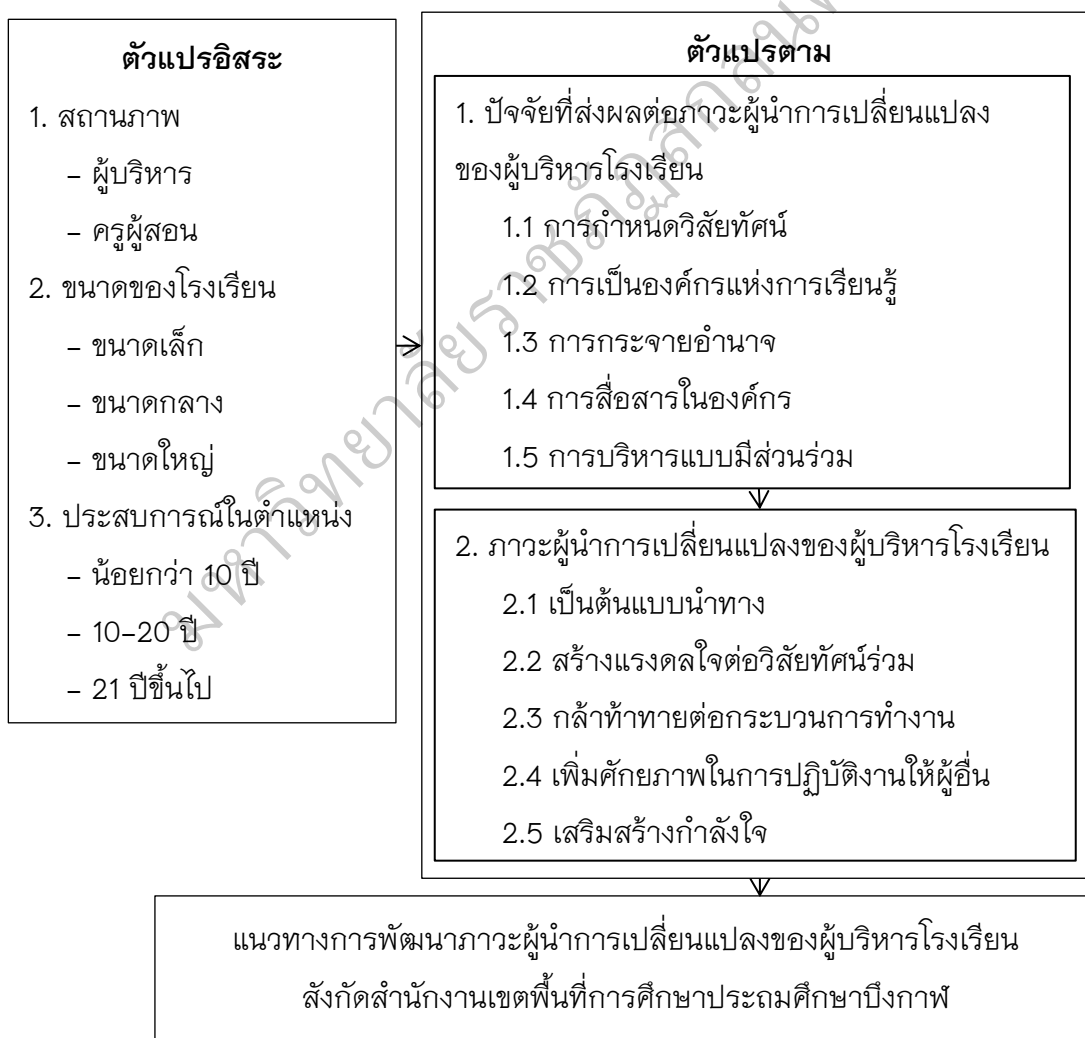 ตัวแปรอิสระ
1. สถานภาพ
– ผู้บริหาร
– ครูผู้สอน
2. ขนาดของโรงเรียน
– ขนาดเล็ก
– ขนาดกลาง
– ขนาดใหญ่
3. ประสบการณ์ในตำแหน่ง
– น้อยกว่า 10 ปี
– 10–20 ปี
– 21 ปีขึ้นไป
ตัวแปรตาม
1. ปัจจัยที่ส่งผลต่อภาวะผู้นำการเปลี่ยนแปลง
ของผู้บริหารโรงเรียน
1.1 การกำหนดวิสัยทัศน์
1.2 การเป็นองค์กรแห่งการเรียนรู้
1.3 การกระจายอำนาจ
1.4 การสื่อสารในองค์กร
1.5 การบริหารแบบมีส่วนร่วม
2. ภาวะผู้นำการเปลี่ยนแปลงของผู้บริหารโรงเรียน
2.1 เป็นต้นแบบนำทาง
2.2 สร้างแรงดลใจต่อวิสัยทัศน์ร่วม
2.3 กล้าท้าทายต่อกระบวนการทำงาน
2.4 เพิ่มศักยภาพในการปฏิบัติงานให้ผู้อื่น
2.5 เสริมสร้างกำลังใจ
แนวทางการพัฒนาภาวะผู้นำการเปลี่ยนแปลงของผู้บริหารโรงเรียน
สังกัดสำนักงานเขตพื้นที่การศึกษาประถมศึกษาบึงกาฬ
มหาวิทยาลัยราชภัฏสกลน